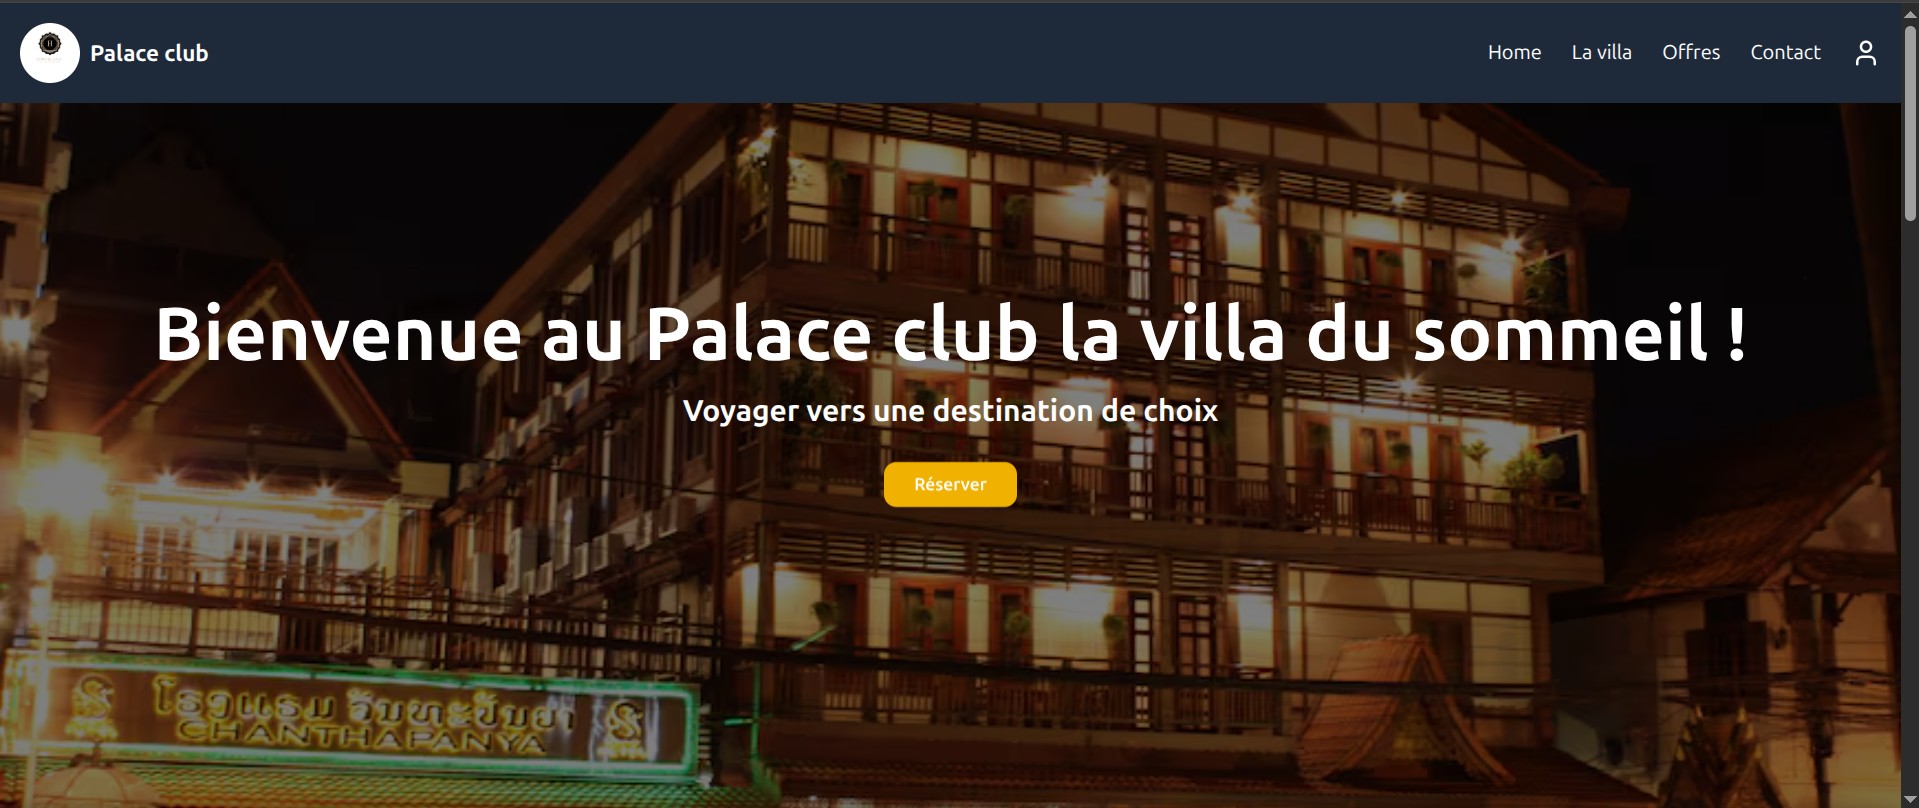 Palace club
Home
La villa
Offres
Contact
Bienvenue au Palace club la villa du sommeil !
Voyager vers une destination de choix
Réserver
CHANTHAPANYA